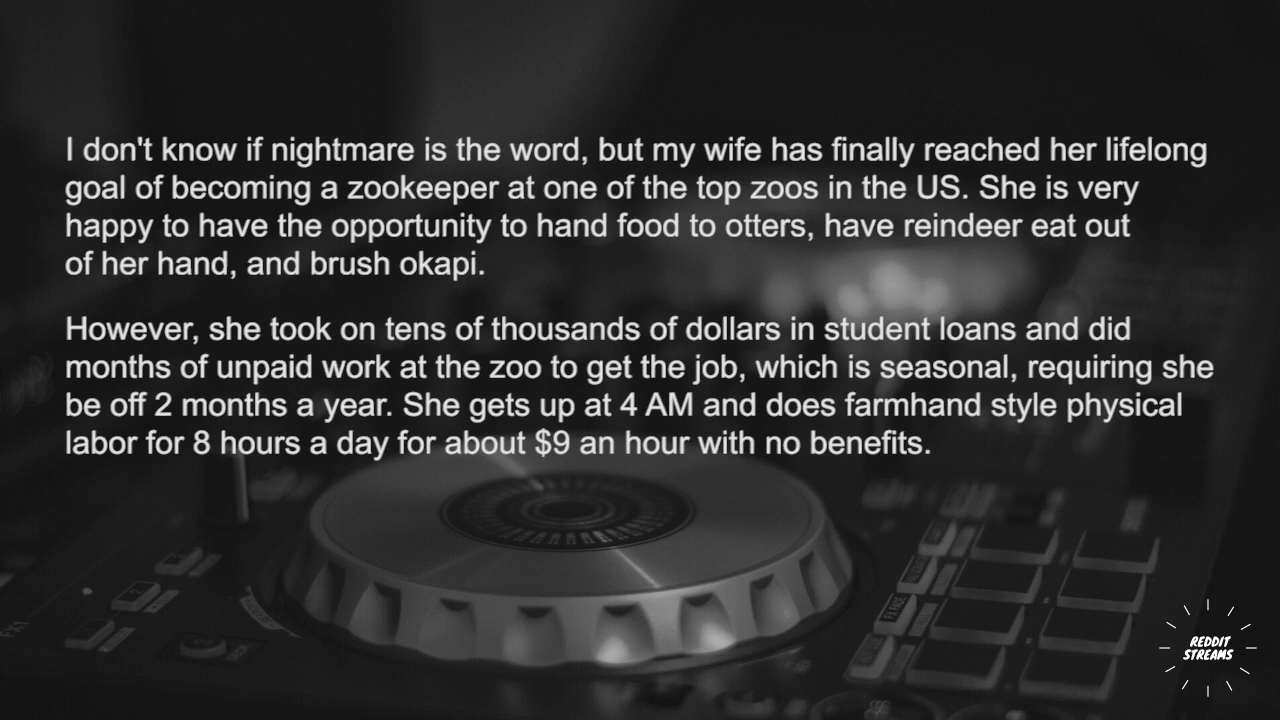 I don't know if nightmare is the word, but my wife has finally reached her lifelong
goal of becoming a zookeeper at one of the top zoos in the US. She is very
happy to have the opportunity to hand food to otters, have reindeer eat out
of her hand, and brush okapi.
However, she took on tens of thousands of dollars in student loans and did
months of unpaid work at the zoo to get the job, which is seasonal, requiring she
be off 2 months a year. She gets up at 4 AM and does farmhand style physical
labor for 8 hours a day for about $9 an hour with no benefits.
FX1
FX FADE
REDDIT
STREAMS